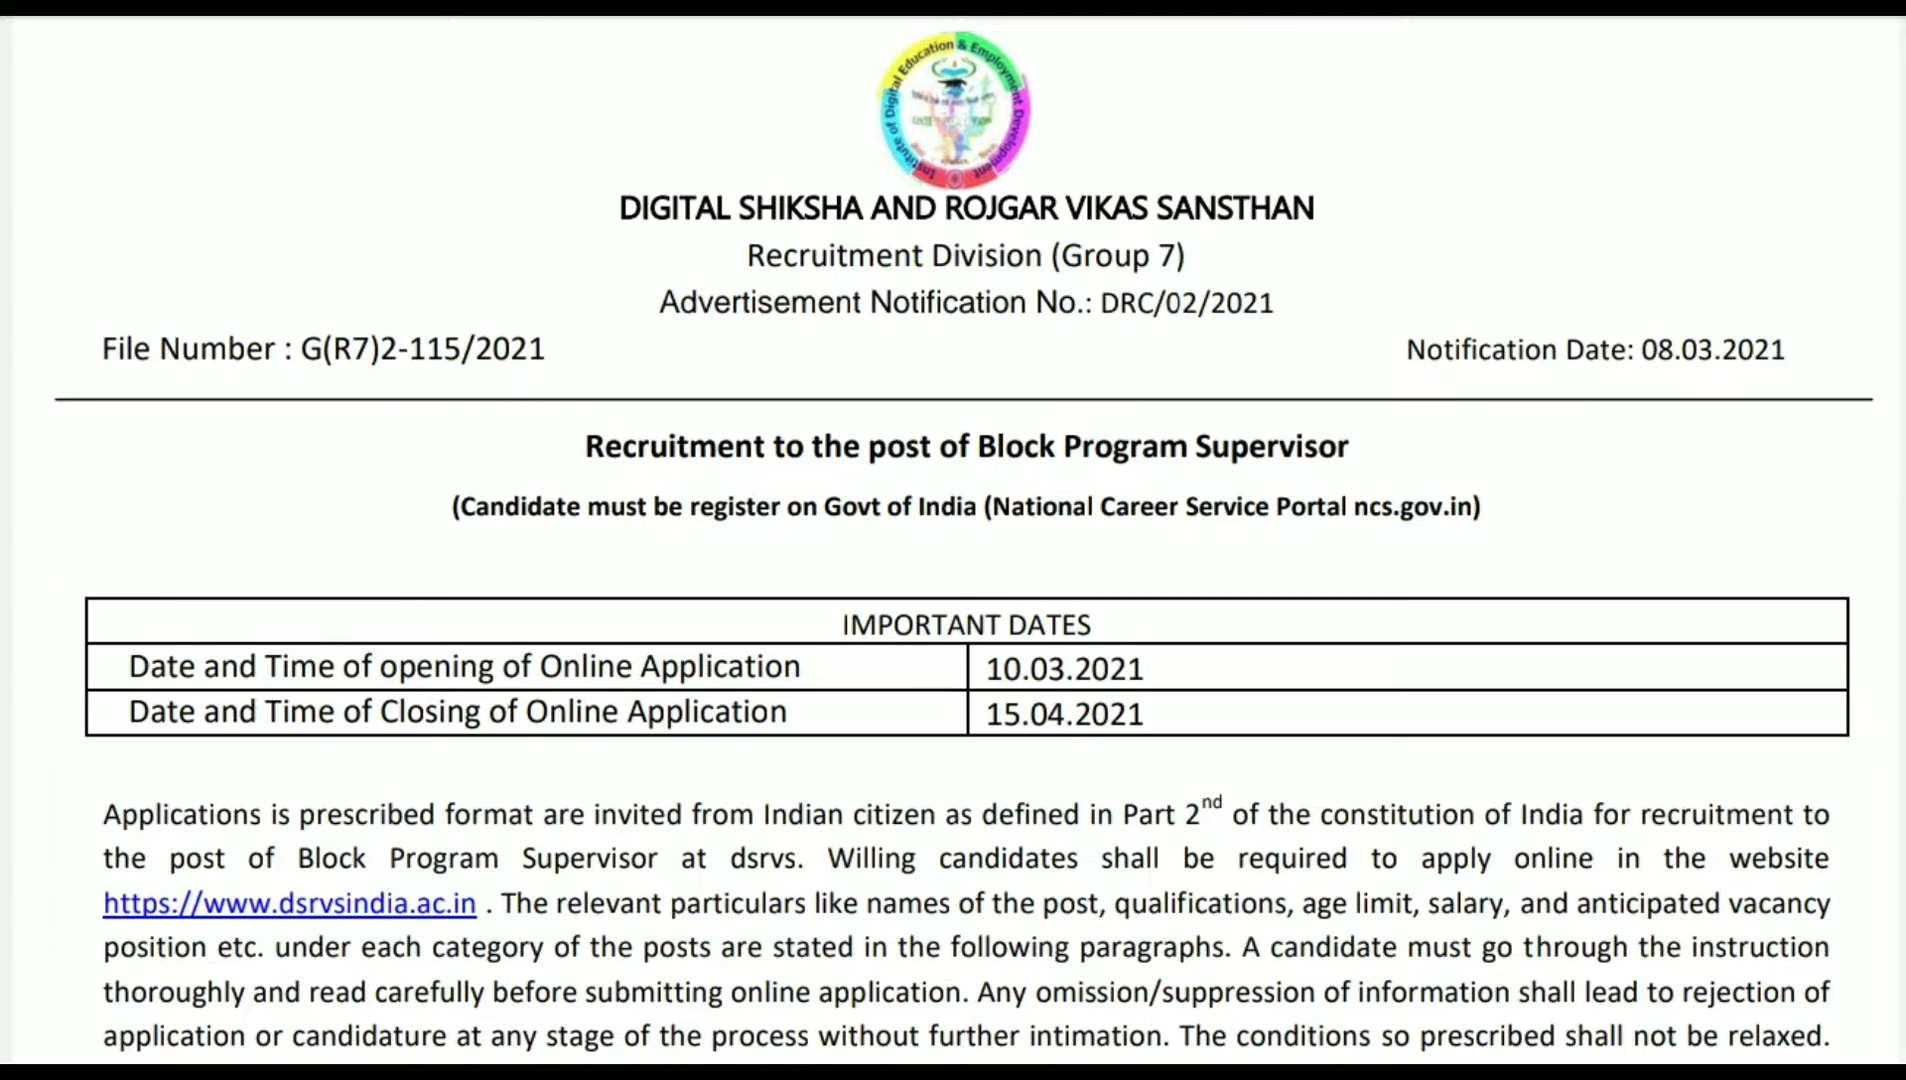 Institute of Digital Education & Employment Development
DIGITAL SHIKSHA AND ROJGAR VIKAS SANSTHAN
Recruitment Division (Group 7)
Advertisement Notification No.: DRC/02/2021
File Number : G(R7)2-115/2021
Notification Date: 08.03.2021
Recruitment to the post of Block Program Supervisor
(Candidate must be register on Govt of India (National Career Service Portal ncs.gov.in)
IMPORTANT DATES
Date and Time of opening of Online Application 10.03.2021
Date and Time of Closing of Online Application 15.04.2021
Applications is prescribed format are invited from Indian citizen as defined in Part 2nd of the constitution of India for recruitment to
the post of Block Program Supervisor at dsrvs. Willing candidates shall be required to apply online in the website
https://www.dsrvsindia.ac.in . The relevant particulars like names of the post, qualifications, age limit, salary, and anticipated vacancy
position etc. under each category of the posts are stated in the following paragraphs. A candidate must go through the instruction
thoroughly and read carefully before submitting online application. Any omission/suppression of information shall lead to rejection of
application or candidature at any stage of the process without further intimation. The conditions so prescribed shall not be relaxed.